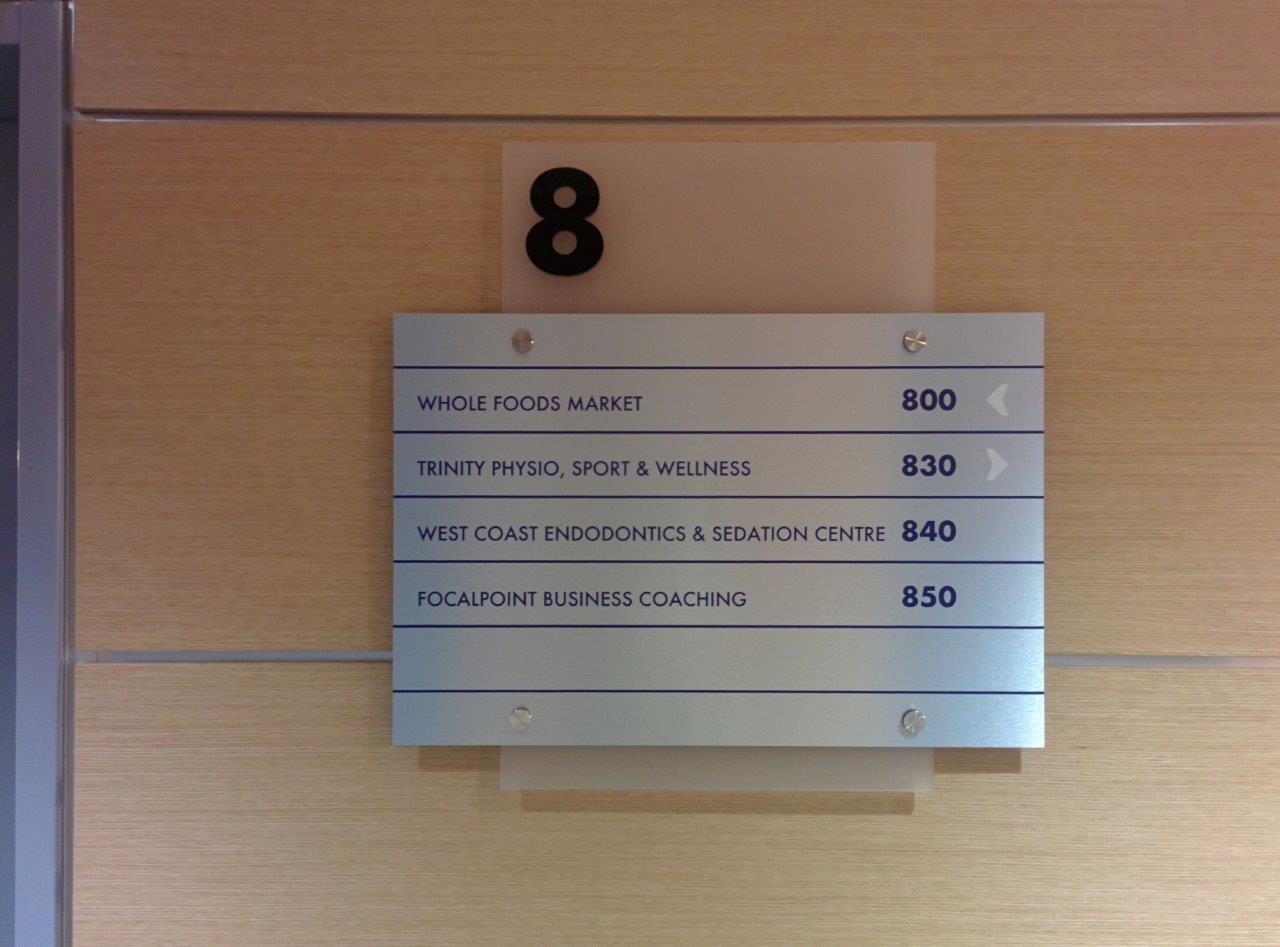 8
WHOLE FOODS MARKET 800
TRINITY PHYSIO, SPORT & WELLNESS 830
WEST COAST ENDODONTICS & SEDATION CENTRE 840
FOCALPOINT BUSINESS COACHING 850